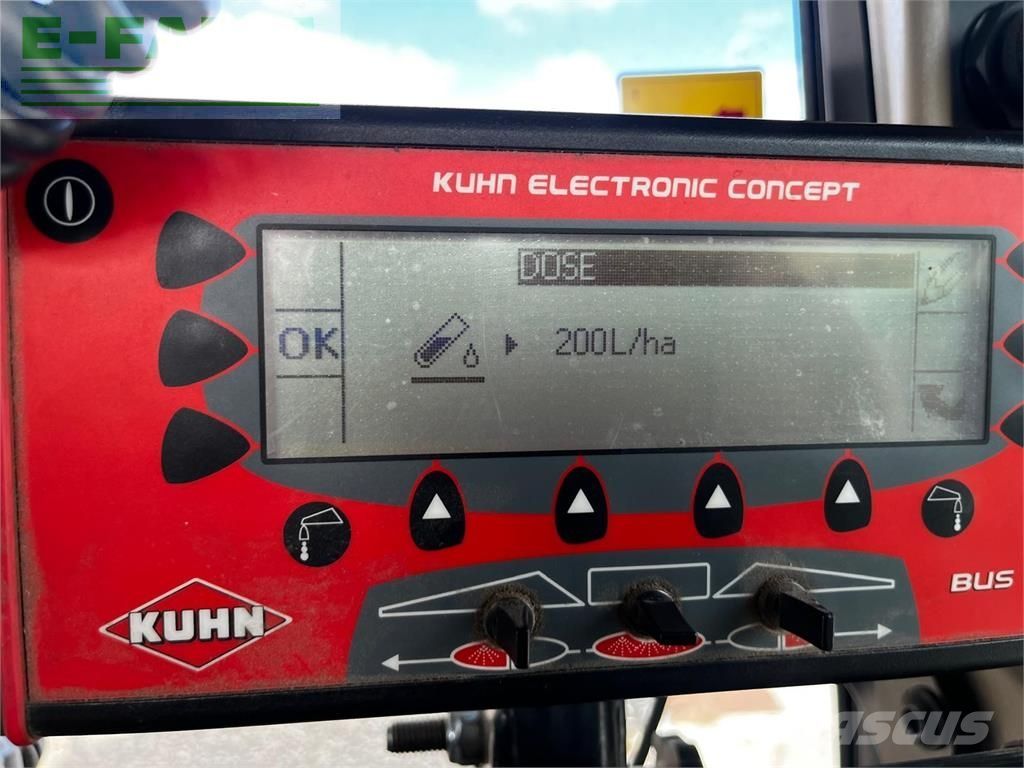 KUHN ELECTRONIC CONCEPT
DOSE
OK
200L/ha
BUS
KUHN